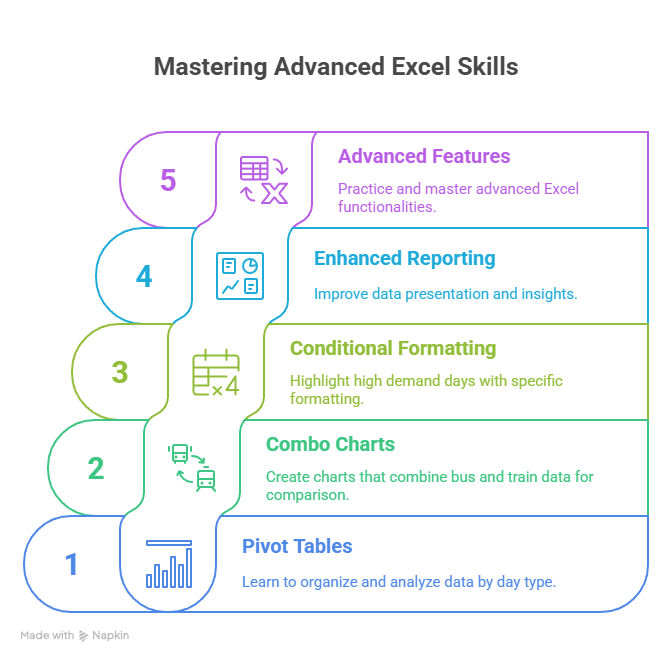 Mastering Advanced Excel Skills
5
Advanced Features
Practice and master advanced Excel
functionalities.
4
Enhanced Reporting
Improve data presentation and insights.
3
×4
Conditional Formatting
Highlight high demand days with specific
formatting.
2
Combo Charts
Create charts that combine bus and train data for
comparison.
1
Pivot Tables
Learn to organize and analyze data by day type.
Made with Napkin